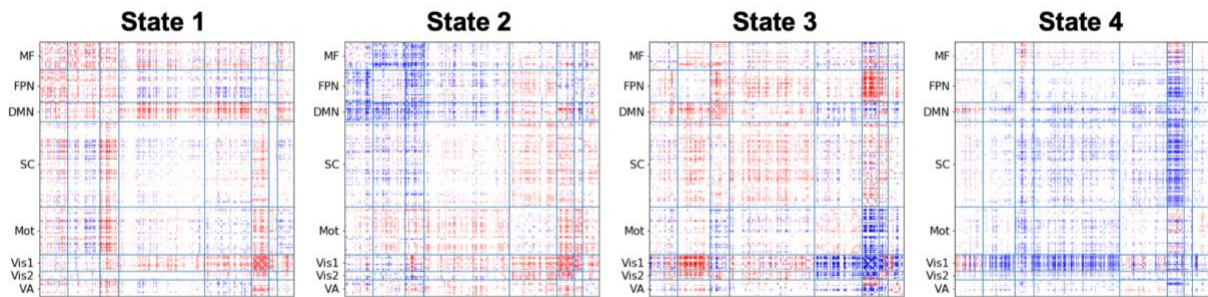 State 1
State 2
State 3
State 4
MF
FPN
DMN
SC
Mot
Vis1
Vis2
VA
MF
FPN
DMN
SC
Mot
Vis1
Vis2
VA
MF
FPN
DMN
SC
Mot
Vis1
Vis2
VA
MF
FPN
DMN
SC
Mot
Vis1
Vis2
VA